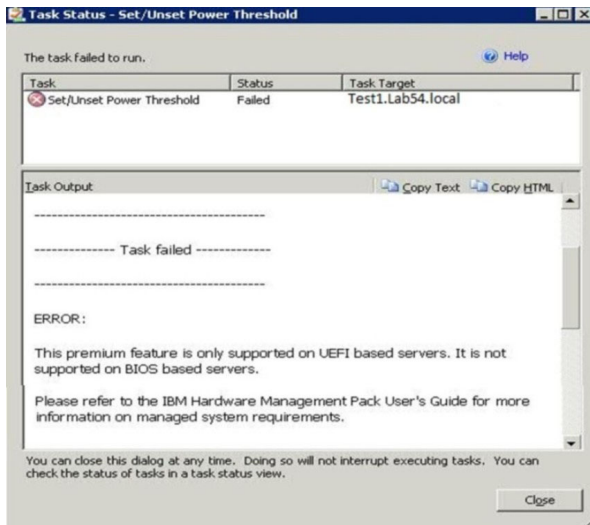 Task Status - Set/Unset Power Threshold
The task failed to run.
Help
Task Status Task Target
Set/Unset Power Threshold Failed Test1.Lab54.local
Task Output Copy Text Copy HTML
----------------------------------------
-------------- Task failed -------------
----------------------------------------
ERROR:
This premium feature is only supported on UEFI based servers. It is not
supported on BIOS based servers.
Please refer to the IBM Hardware Management Pack User's Guide for more
information on managed system requirements.
You can close this dialog at any time. Doing so will not interrupt executing tasks. You can
check the status of tasks in a task status view.
Close